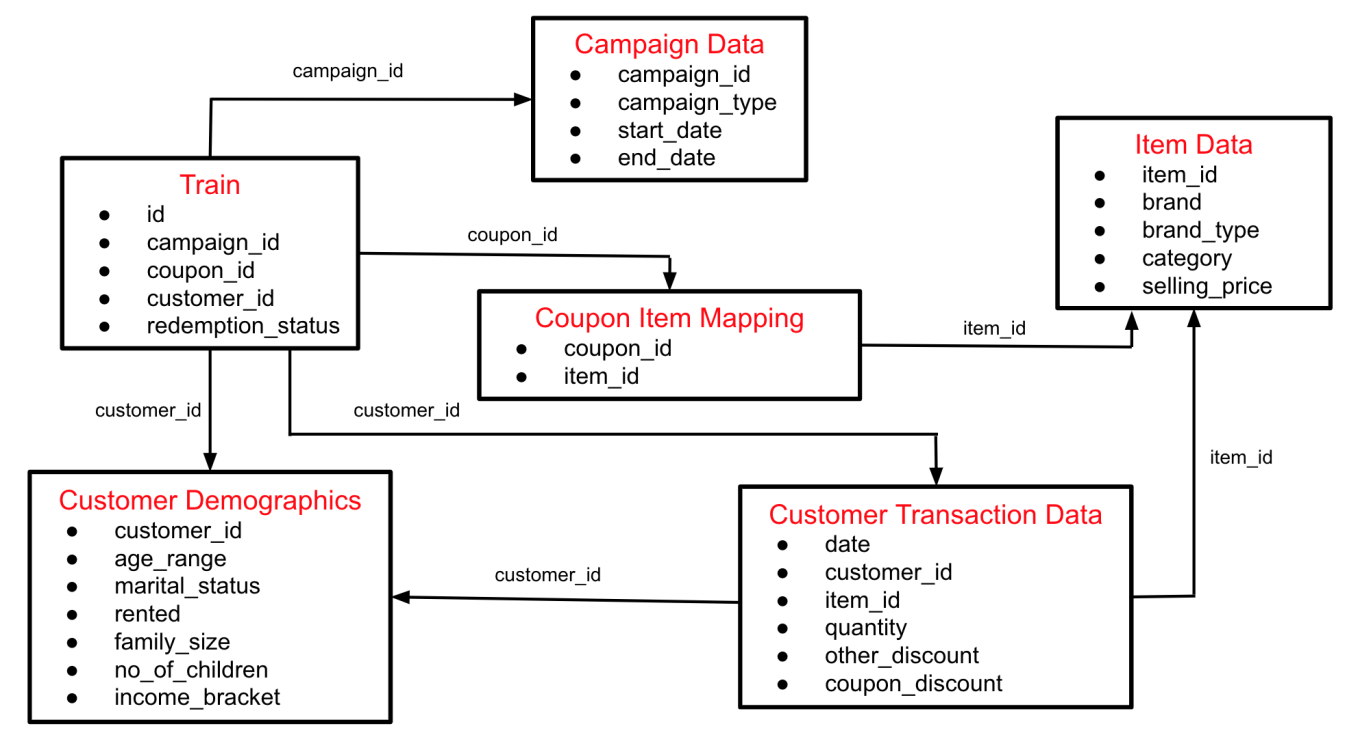 Campaign Data
● campaign_id
● campaign_type
● start_date
● end_date
campaign_id
Item Data
● item_id
● brand
● brand_type
● category
● selling_price
Train
● id
● campaign_id
● coupon_id
● customer_id
● redemption_status
coupon_id
Coupon Item Mapping
● coupon_id
● item_id
item_id
customer_id
customer_id
item_id
Customer Demographics
● customer_id
● age_range
● marital_status
● rented
● family_size
● no_of_children
● income_bracket
customer_id
Customer Transaction Data
● date
● customer_id
● item_id
● quantity
● other_discount
● coupon_discount